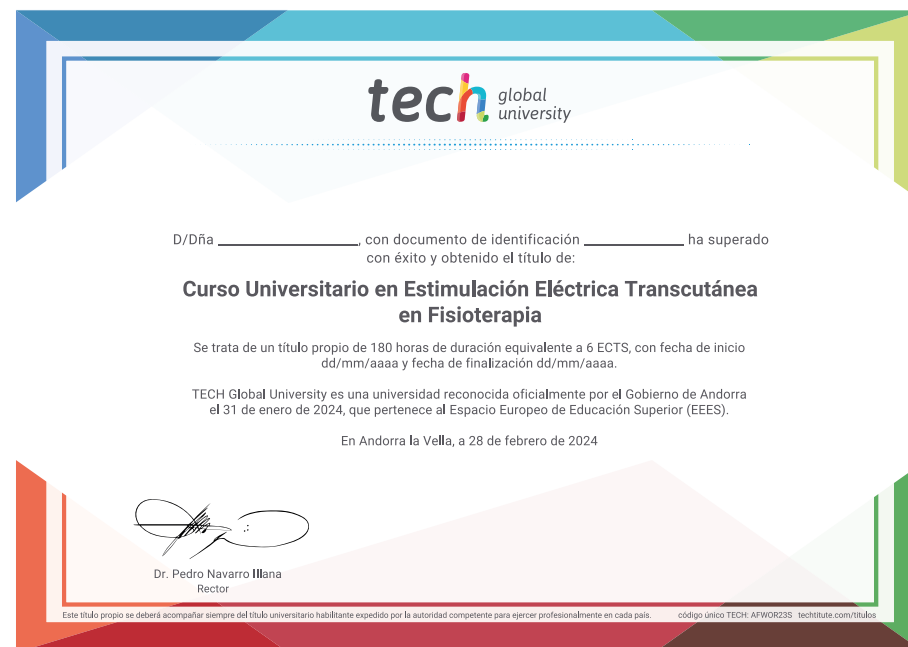 tech global university
D/Dña ____________________, con documento de identificación ______________ ha superado
con éxito y obtenido el título de:
Curso Universitario en Estimulación Eléctrica Transcutánea
en Fisioterapia
Se trata de un título propio de 180 horas de duración equivalente a 6 ECTS, con fecha de inicio
dd/mm/aaaa y fecha de finalización dd/mm/aaaa.
TECH Global University es una universidad reconocida oficialmente por el Gobierno de Andorra
el 31 de enero de 2024, que pertenece al Espacio Europeo de Educación Superior (EEES).
En Andorra la Vella, a 28 de febrero de 2024
Dr. Pedro Navarro Illana
Rector
Este título propio se deberá acompañar siempre del título universitario habilitante expedido por la autoridad competente para ejercer profesionalmente en cada país. código único TECH: AFWOR23S techtitute.com/titulos